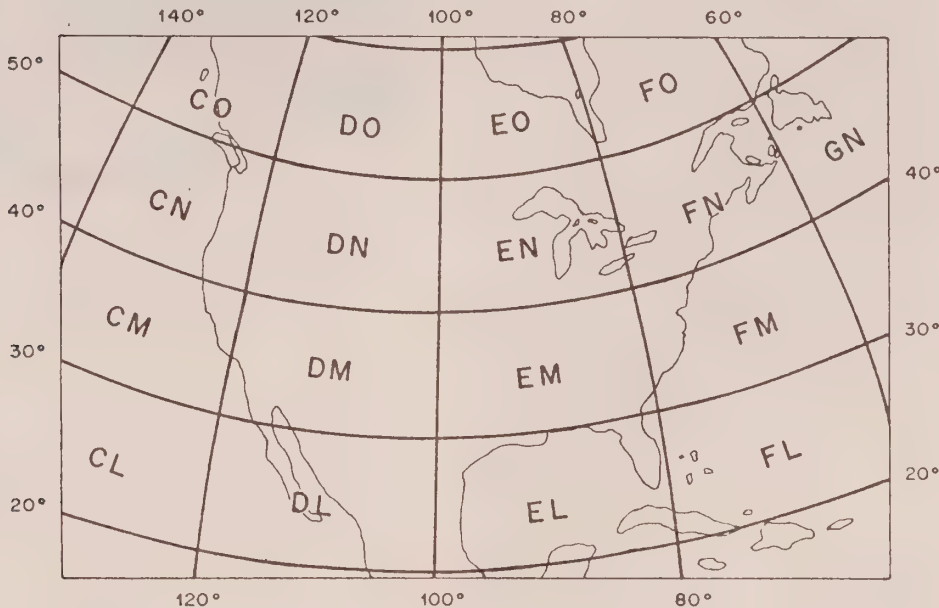 140° 120° 100° 80° 60°
50°
CO DO EO FO GN
40° CN DN EN FN 40°
30° CM DM EM FM 30°
20° CL DL EL FL 20°
120° 100° 80°